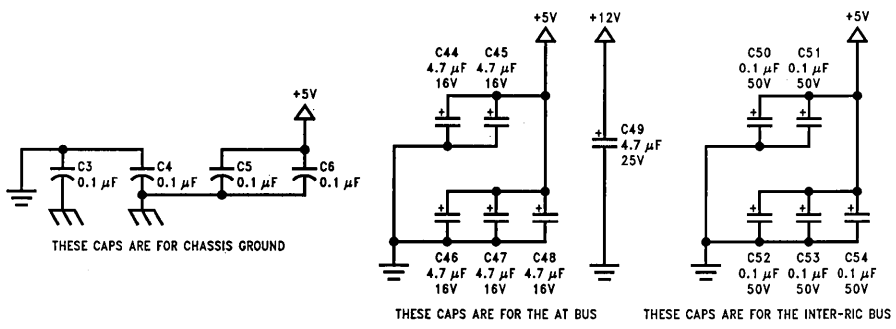 +5V
C3
0.1 µF
C4
0.1 µF
C5
0.1 µF
C6
0.1 µF
THESE CAPS ARE FOR CHASSIS GROUND
+5V
+12V
C44
4.7 µF
16V
C45
4.7 µF
16V
+
+
C49
4.7 µF
25V
+
+
+
+
C46
4.7 µF
16V
C47
4.7 µF
16V
C48
4.7 µF
16V
THESE CAPS ARE FOR THE AT BUS
+5V
C50
0.1 µF
50V
C51
0.1 µF
50V
+
+
+
+
+
C52
0.1 µF
50V
C53
0.1 µF
50V
C54
0.1 µF
50V
THESE CAPS ARE FOR THE INTER-RIC BUS